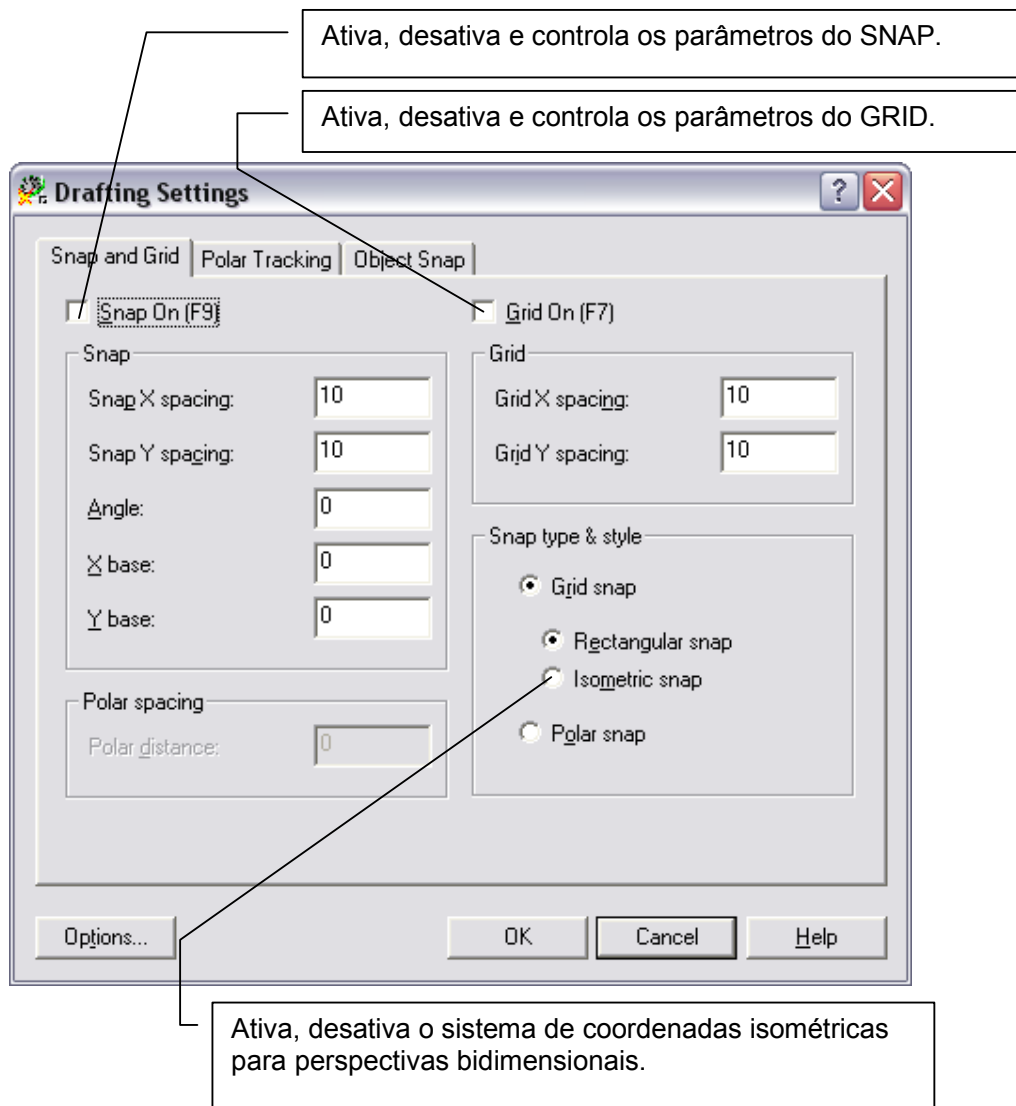 Ativa, desativa e controla os parâmetros do SNAP.
Ativa, desativa e controla os parâmetros do GRID.
Drafting Settings
Snap and Grid
Polar Tracking
Object Snap
Snap On (F9)
Snap
Snap X spacing: 10
Snap Y spacing: 10
Angle: 0
X base: 0
Y base: 0
Polar spacing
Polar distance: 0
Grid On (F7)
Grid
Grid X spacing: 10
Grid Y spacing: 10
Snap type & style
Grid snap
Rectangular snap
Isometric snap
Polar snap
Options...
OK
Cancel
Help
Ativa, desativa o sistema de coordenadas isométricas
para perspectivas bidimensionais.